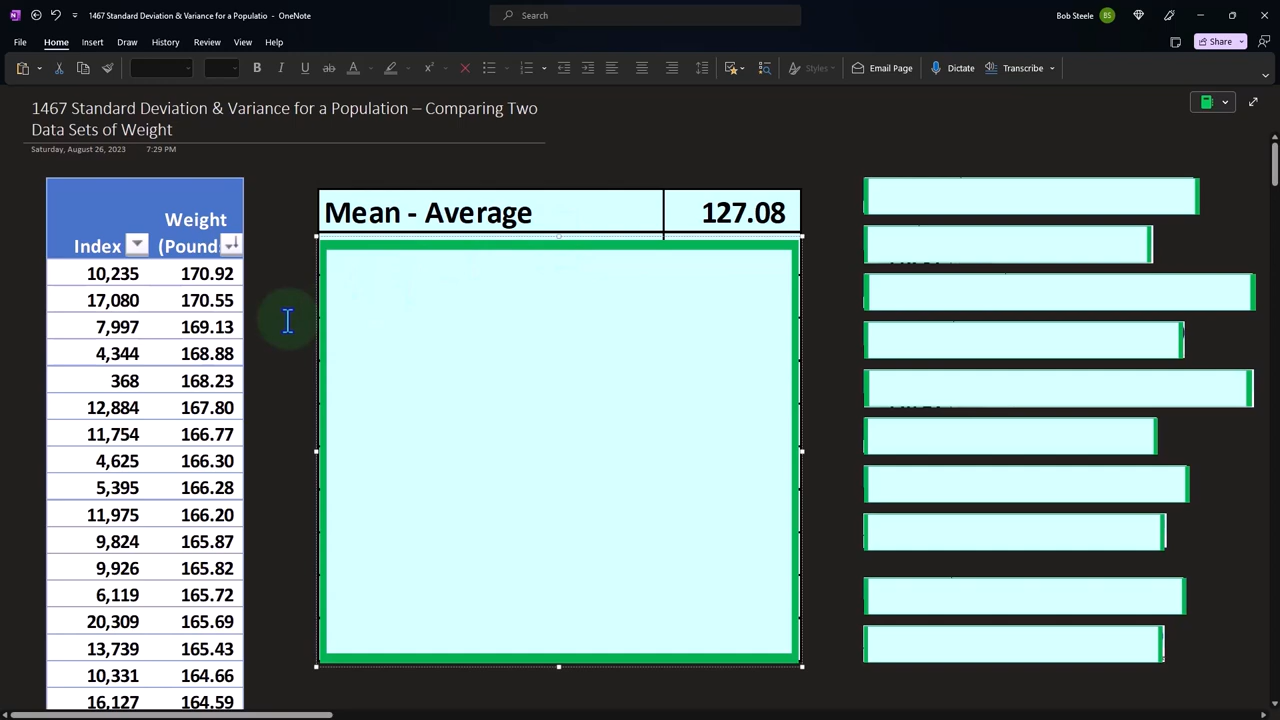 1467 Standard Deviation & Variance for a Populatio - OneNote
Search
Bob Steele
BS
File Home Insert Draw History Review View Help
Share
Email Page
Dictate
Transcribe
Styles
1467 Standard Deviation & Variance for a Population – Comparing Two
Data Sets of Weight
Saturday, August 26, 2023 7:29 PM
Weight
Index (Pound
10,235 170.92
17,080 170.55
7,997 169.13
4,344 168.88
368 168.23
12,884 167.80
11,754 166.77
4,625 166.30
5,395 166.28
11,975 166.20
9,824 165.87
9,926 165.82
6,119 165.72
20,309 165.69
13,739 165.43
10,331 164.66
16,127 164.59
Mean - Average 127.08